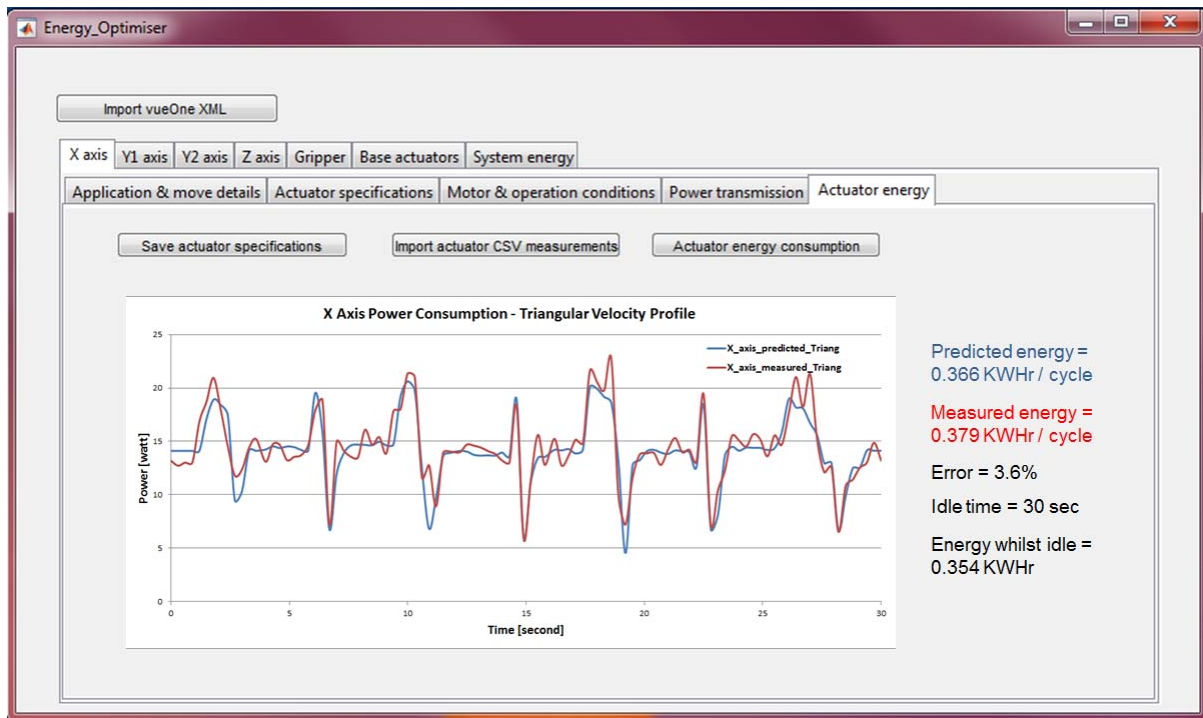 Energy_Optimiser
Import vueOne XML
X axis Y1 axis Y2 axis Z axis Gripper Base actuators System energy
Application & move details Actuator specifications Motor & operation conditions Power transmission Actuator energy
Save actuator specifications Import actuator CSV measurements Actuator energy consumption
X Axis Power Consumption - Triangular Velocity Profile
25
20
15
10
5
0
Power [watt]
X_axis_predicted_Triang
X_axis_measured_Triang
0 5 10 15 20 25 30
Time [second]
Predicted energy =
0.366 KWHr / cycle
Measured energy =
0.379 KWHr / cycle
Error = 3.6%
Idle time = 30 sec
Energy whilst idle =
0.354 KWHr